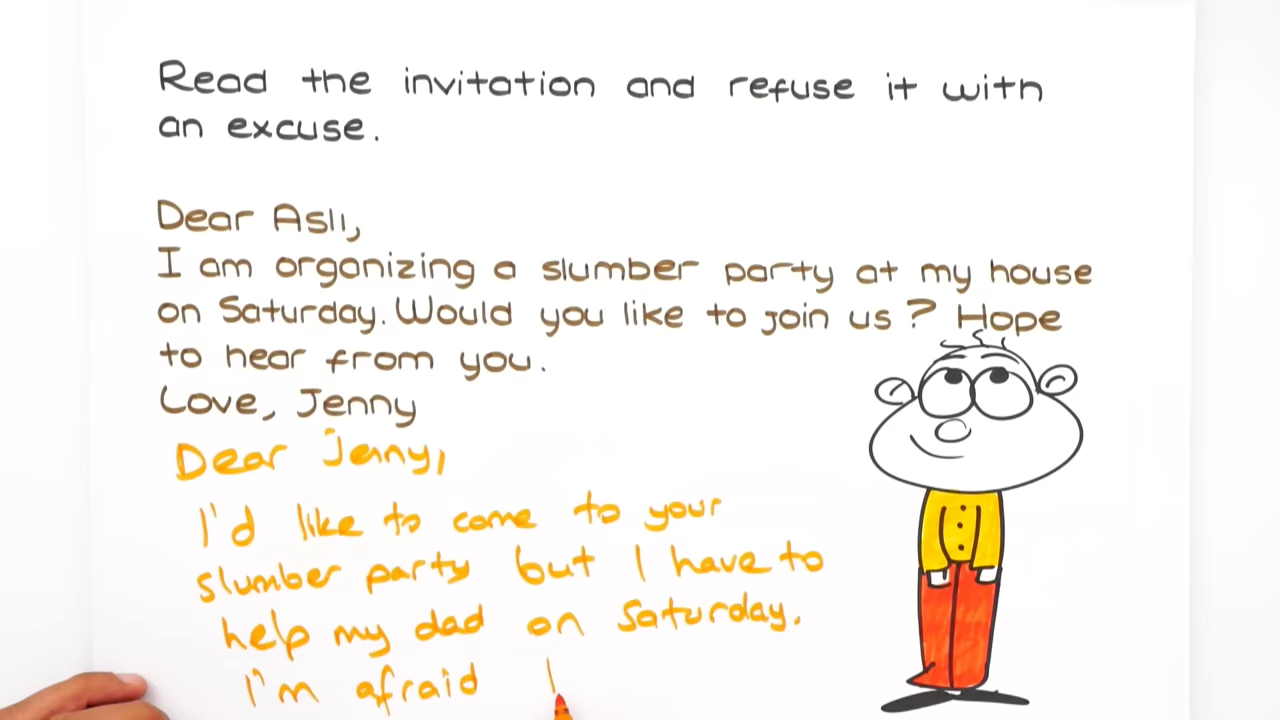 Read the invitation and refuse it with
an excuse.
Dear Aslı,
I am organizing a slumber party at my house
on Saturday. Would you like to join us? Hope
to hear from you.
Love, Jenny
Dear Jenny,
I'd like to come to your
slumber party but I have to
help my dad on Saturday.
I'm afraid I